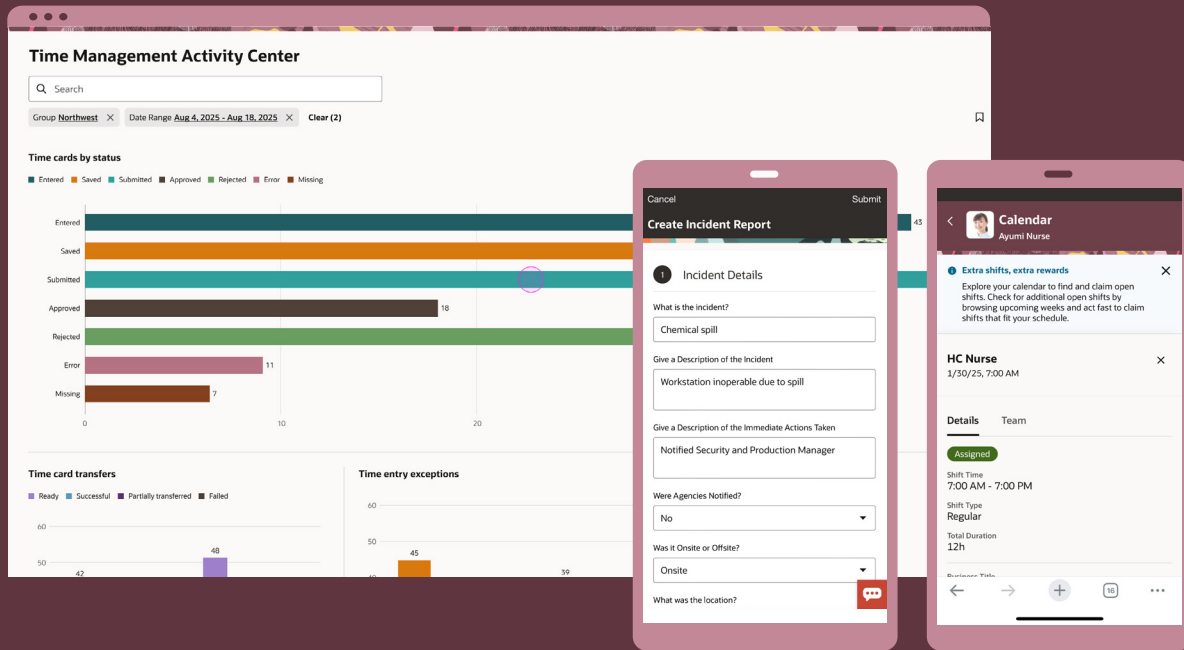 Time Management Activity Center
Search
Group Northwest X Date Range Aug 4, 2025 - Aug 18, 2025 X Clear (2)
Time cards by status
Entered Saved Submitted Approved Rejected Error Missing
Entered
43
Saved
Submitted
Approved
18
Rejected
Error
11
Missing
7
0 10 20
Time card transfers
Ready Successful Partially transferred Failed
60
50
48
42
Time entry exceptions
60
50
45
39
40
Cancel Submit
Create Incident Report
1 Incident Details
What is the incident?
Chemical spill
Give a Description of the Incident
Workstation inoperable due to spill
Give a Description of the Immediate Actions Taken
Notified Security and Production Manager
Were Agencies Notified?
No
Was it Onsite or Offsite?
Onsite
What was the location?
Calendar
Ayumi Nurse
Extra shifts, extra rewards
Explore your calendar to find and claim open
shifts. Check for additional open shifts by
browsing upcoming weeks and act fast to claim
shifts that fit your schedule.
HC Nurse
1/30/25, 7:00 AM
Details Team
Assigned
Shift Time
7:00 AM - 7:00 PM
Shift Type
Regular
Total Duration
12h
Business Title
16